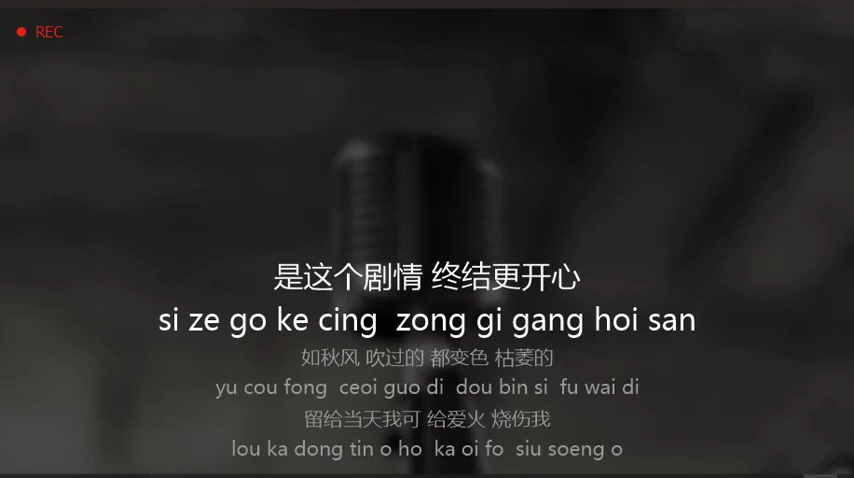 REC
是这个剧情 终结更开心
si ze go ke cing  zong gi gang hoi san
如秋风 吹过的 都变色 枯萎的
yu cou fong  ceoi guo di  dou bin si  fu wai di
留给当天我可 给爱火 烧伤我
lou ka dong tin o ho  ka oi fo  siu soeng o